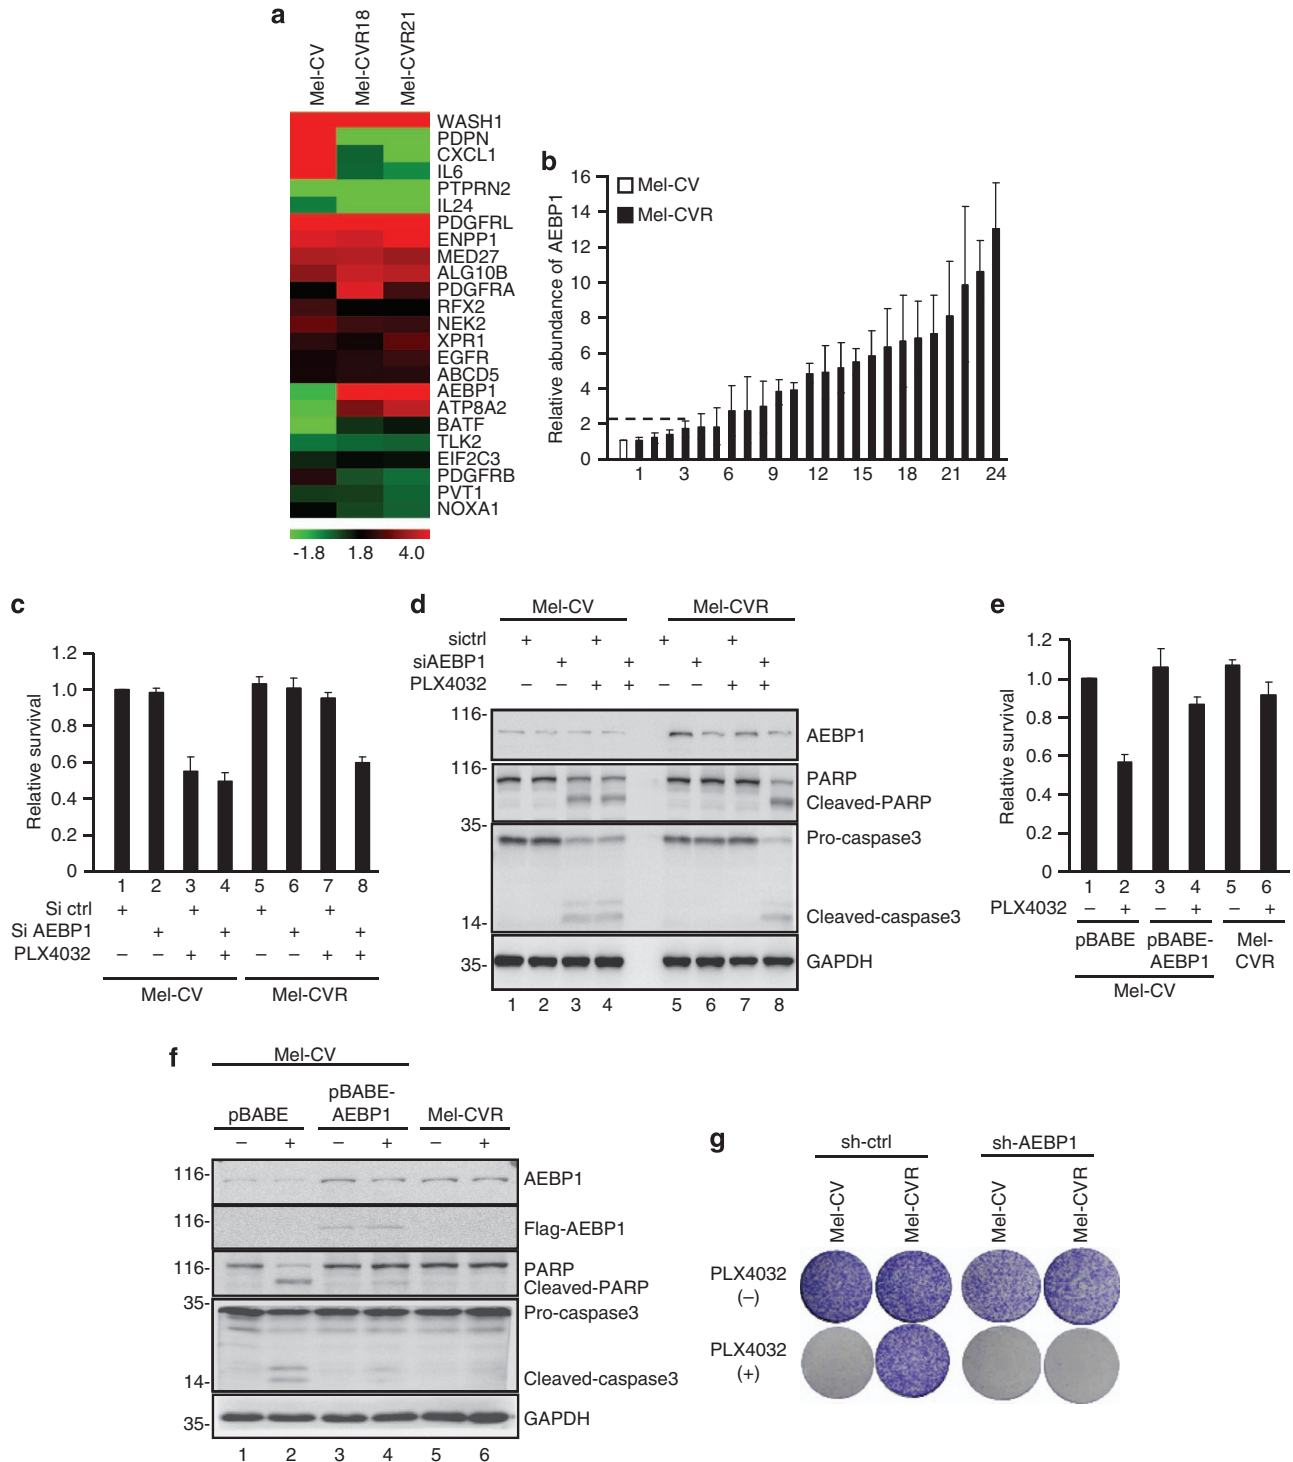 a
Mel-CV
Mel-CVR18
Mel-CVR21
WASH1
PDPN
CXCL1
IL6
PTPRN2
IL24
PDGFRL
ENPP1
MED27
ALG10B
PDGFRA
RFX2
NEK2
XPR1
EGFR
ABCD5
AEBP1
ATP8A2
BATF
TLK2
EIF2C3
PDGFRB
PVT1
NOXA1
-1.8 1.8 4.0
b
Relative abundance of AEBP1
16
14
12
10
8
6
4
2
0
Mel-CV
Mel-CVR
1 3 6 9 12 15 18 21 24
c
Relative survival
1.2
1.0
0.8
0.6
0.4
0.2
0
1 2 3 4 5 6 7 8
Si ctrl + + + +
Si AEBP1 + + + +
PLX4032 – – + + – – + +
Mel-CV Mel-CVR
d
Mel-CV Mel-CVR
sictrl + + + +
siAEBP1 + + + +
PLX4032 – – + + – – + +
116- AEBP1
116- PARP
Cleaved-PARP
35- Pro-caspase3
14- Cleaved-caspase3
35- GAPDH
1 2 3 4 5 6 7 8
e
Relative survival
1.2
1.0
0.8
0.6
0.4
0.2
0
1 2 3 4 5 6
PLX4032 – + – + – +
pBABE pBABE-AEBP1 Mel-CVR
Mel-CV
f
Mel-CV
pBABE pBABE-AEBP1 Mel-CVR
– + – + – +
116- AEBP1
116- Flag-AEBP1
116- PARP
Cleaved-PARP
35- Pro-caspase3
14- Cleaved-caspase3
35- GAPDH
1 2 3 4 5 6
g
sh-ctrl sh-AEBP1
Mel-CV Mel-CVR Mel-CV Mel-CVR
PLX4032
(–)
PLX4032
(+)